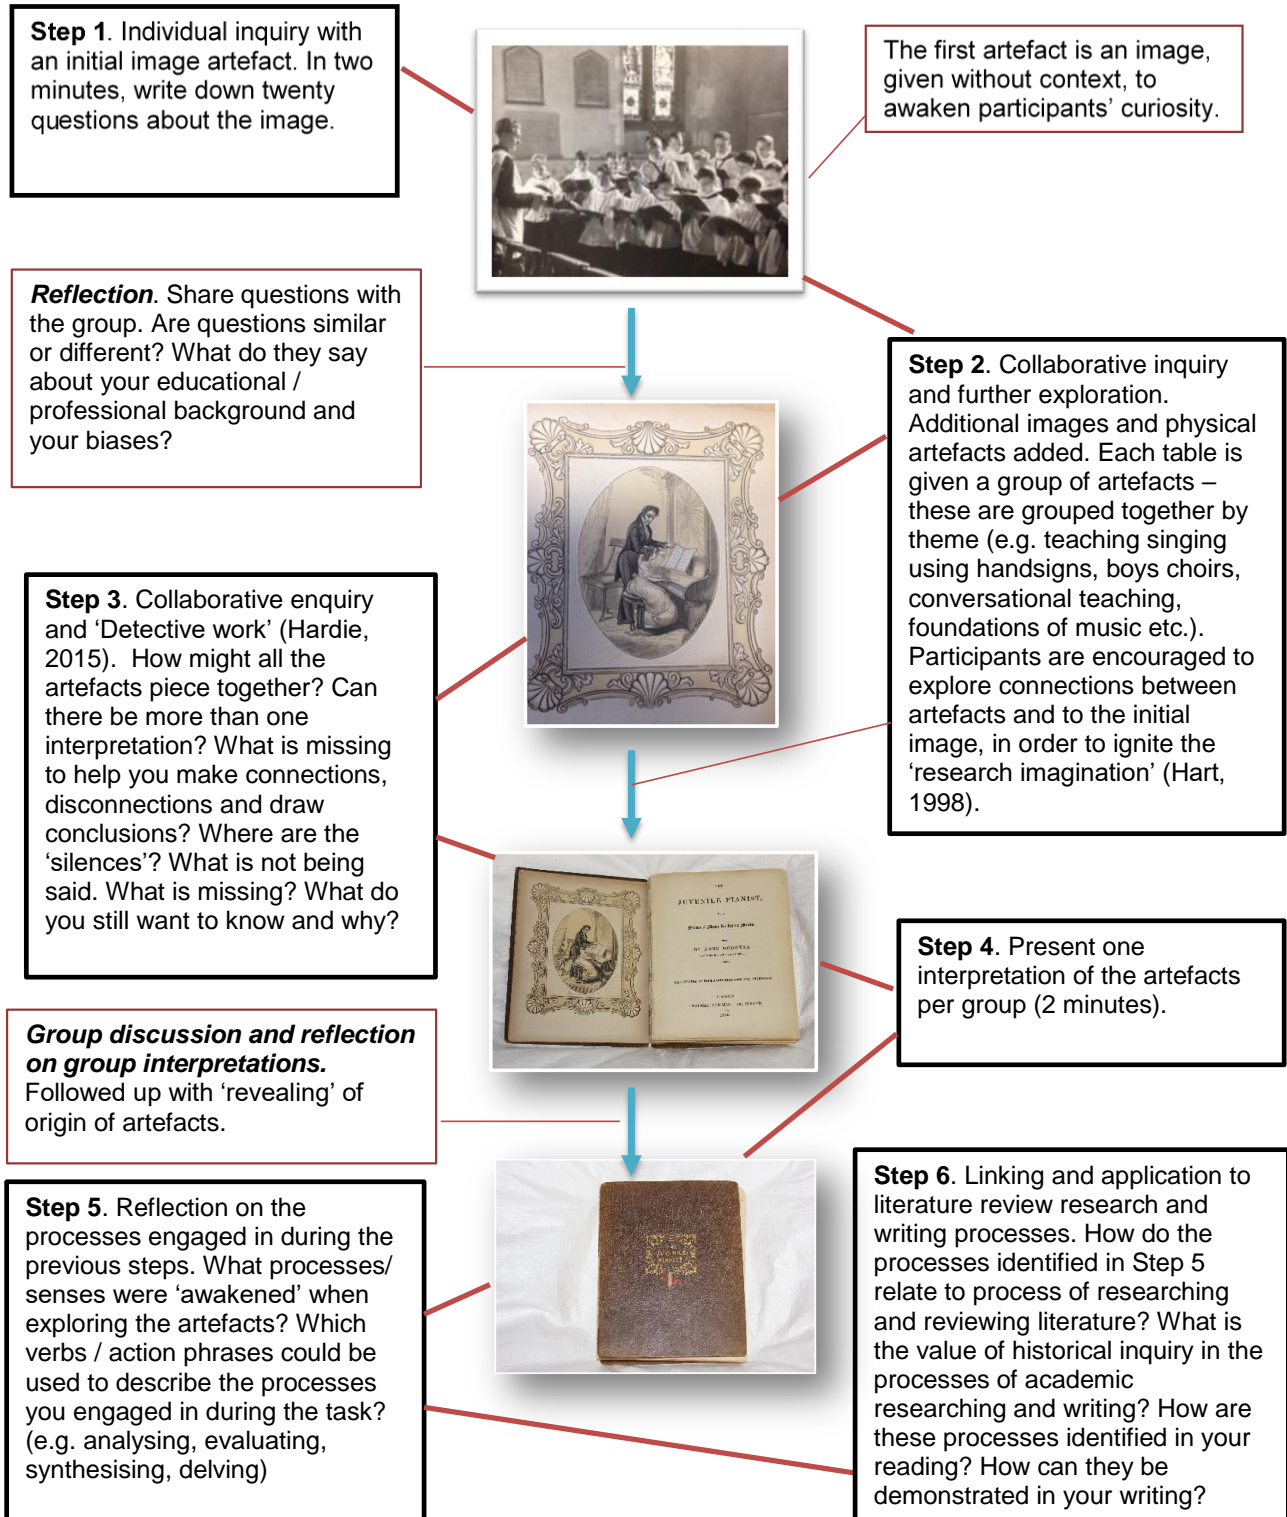 Step 1. Individual inquiry with
an initial image artefact. In two
minutes, write down twenty
questions about the image.
The first artefact is an image,
given without context, to
awaken participants’ curiosity.
Reflection. Share questions with
the group. Are questions similar
or different? What do they say
about your educational /
professional background and
your biases?
Step 2. Collaborative inquiry
and further exploration.
Additional images and physical
artefacts added. Each table is
given a group of artefacts –
these are grouped together by
theme (e.g. teaching singing
using handsigns, boys choirs,
conversational teaching,
foundations of music etc.).
Participants are encouraged to
explore connections between
artefacts and to the initial
image, in order to ignite the
‘research imagination’ (Hart,
1998).
Step 3. Collaborative enquiry
and ‘Detective work’ (Hardie,
2015).  How might all the
artefacts piece together? Can
there be more than one
interpretation? What is missing
to help you make connections,
disconnections and draw
conclusions? Where are the
‘silences’? What is not being
said. What is missing? What do
you still want to know and why?
THE
JUVENILE PIANIST,
BY ANNE RODWELL
Step 4. Present one
interpretation of the artefacts
per group (2 minutes).
Group discussion and reflection
on group interpretations.
Followed up with ‘revealing’ of
origin of artefacts.
JUVENILE
PIANIST
Step 5. Reflection on the
processes engaged in during the
previous steps. What processes/
senses were ‘awakened’ when
exploring the artefacts? Which
verbs / action phrases could be
used to describe the processes
you engaged in during the task?
(e.g. analysing, evaluating,
synthesising, delving)
Step 6. Linking and application to
literature review research and
writing processes. How do the
processes identified in Step 5
relate to process of researching
and reviewing literature? What is
the value of historical inquiry in the
processes of academic
researching and writing? How are
these processes identified in your
reading? How can they be
demonstrated in your writing?